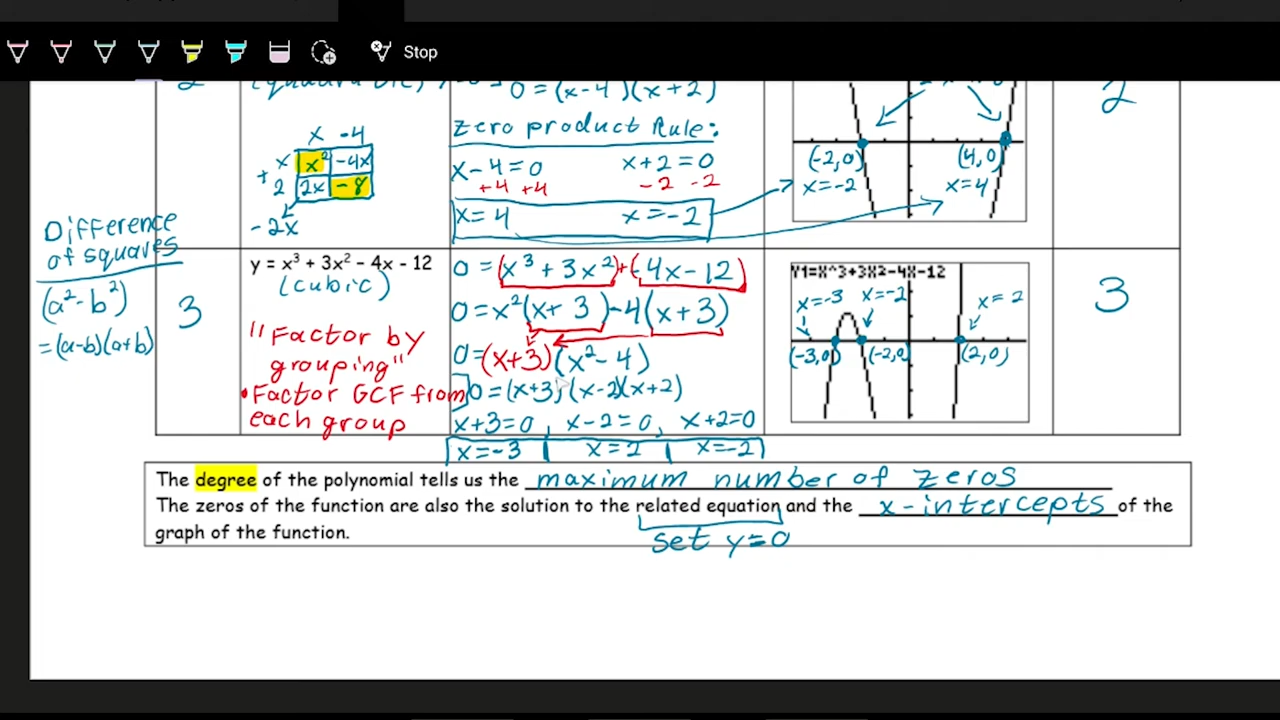 Stop
2
0 = (x-4)(x+2)
2
x -4
x x² -4x
+2 2x -8
-2x
Zero product Rule:
x-4=0 x+2=0
+4 +4 -2 -2
x=4 x=-2
(-2,0) (4,0)
x=-2 x=4
Difference
of squares
(a²-b²)
=(a-b)(a+b)
3
y = x³ + 3x² - 4x - 12
(cubic)
"Factor by
grouping"
• Factor GCF from
each group
0 = (x³ + 3x²)+(-4x-12)
0 = x²(x+3)-4(x+3)
0 = (x+3)(x²-4)
0 = (x+3)(x-2)(x+2)
x+3=0, x-2=0, x+2=0
x=-3 x=2 x=-2
Y1=X^3+3X2-4X-12
x=-3 x=-2 x=2
(-3,0) (-2,0) (2,0)
3
The degree of the polynomial tells us the maximum number of zeros
The zeros of the function are also the solution to the related equation and the x-intercepts of the
graph of the function.
set y=0